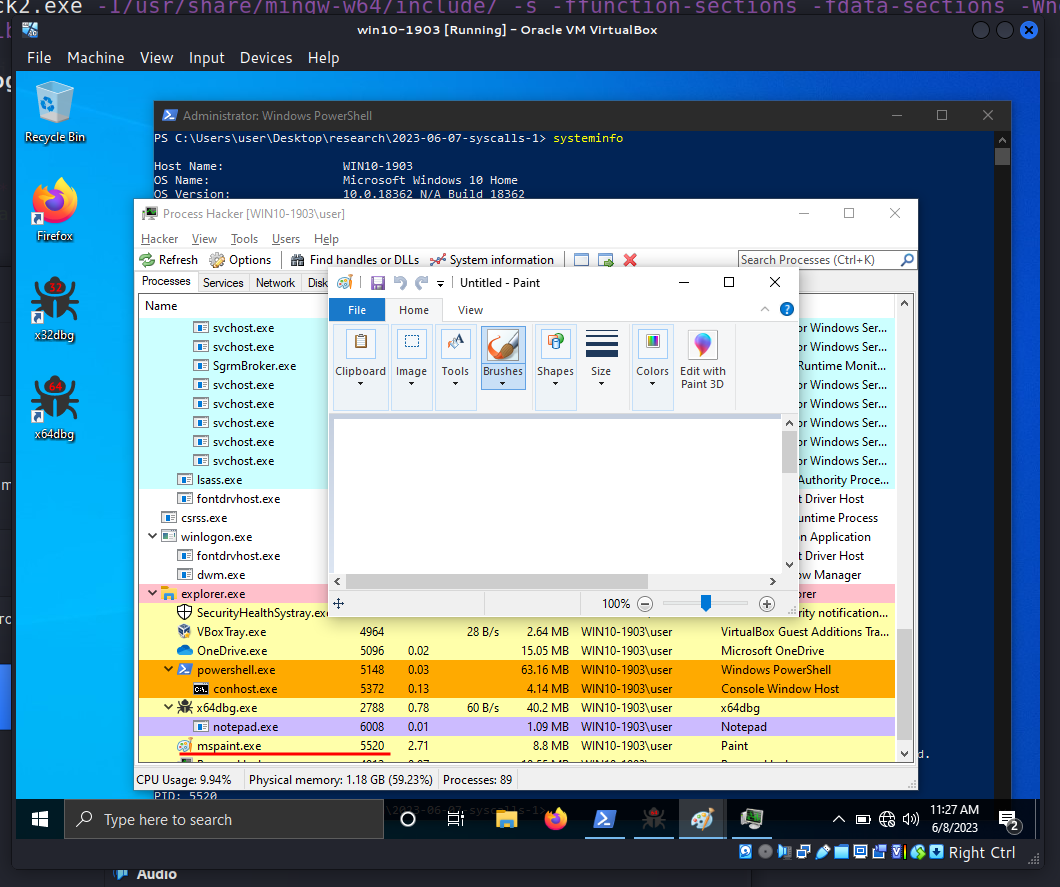 ck2.exe -I/usr/share/mingw-w64/include/ -s -ffunction-sections -fdata-sections
win10-1903 [Running] - Oracle VM VirtualBox
File Machine View Input Devices Help
Recycle Bin
Firefox
32
x32dbg
64
x64dbg
Administrator: Windows PowerShell
PS C:\Users\user\Desktop\research\2023-06-07-syscalls-1> systeminfo
Host Name: WIN10-1903
OS Name: Microsoft Windows 10 Home
OS Version: 10.0.18362 N/A Build 18362
Process Hacker [WIN10-1903\user]
Hacker View Tools Users Help
Refresh Options Find handles or DLLs System information Search Processes (Ctrl+K)
Processes Services Network Disk
Name
svchost.exe or Windows Ser...
svchost.exe or Windows Ser...
SgrmBroker.exe Runtime Monit...
svchost.exe or Windows Ser...
svchost.exe or Windows Ser...
svchost.exe or Windows Ser...
svchost.exe or Windows Ser...
svchost.exe or Windows Ser...
lsass.exe Authority Proce...
fontdrvhost.exe t Driver Host
csrss.exe untime Process
winlogon.exe n Application
fontdrvhost.exe t Driver Host
dwm.exe ow Manager
explorer.exe orer
SecurityHealthSystray.exe rity notification...
VBoxTray.exe 4964 28 B/s 2.64 MB WIN10-1903\user VirtualBox Guest Additions Tra...
OneDrive.exe 5096 0.02 15.05 MB WIN10-1903\user Microsoft OneDrive
powershell.exe 5148 0.03 63.16 MB WIN10-1903\user Windows PowerShell
conhost.exe 5372 0.13 4.14 MB WIN10-1903\user Console Window Host
x64dbg.exe 2788 0.78 60 B/s 40.2 MB WIN10-1903\user x64dbg
notepad.exe 6008 0.01 1.09 MB WIN10-1903\user Notepad
mspaint.exe 5520 2.71 8.8 MB WIN10-1903\user Paint
CPU Usage: 9.94% Physical memory: 1.18 GB (59.23%) Processes: 89
Untitled - Paint
File Home View
Clipboard Image Tools Brushes Shapes Size Colors Edit with
Paint 3D
100%
d.
PID: 5520
\2023-06-07-syscalls-1>
Type here to search
11:27 AM
6/8/2023
2
Right Ctrl
Audio